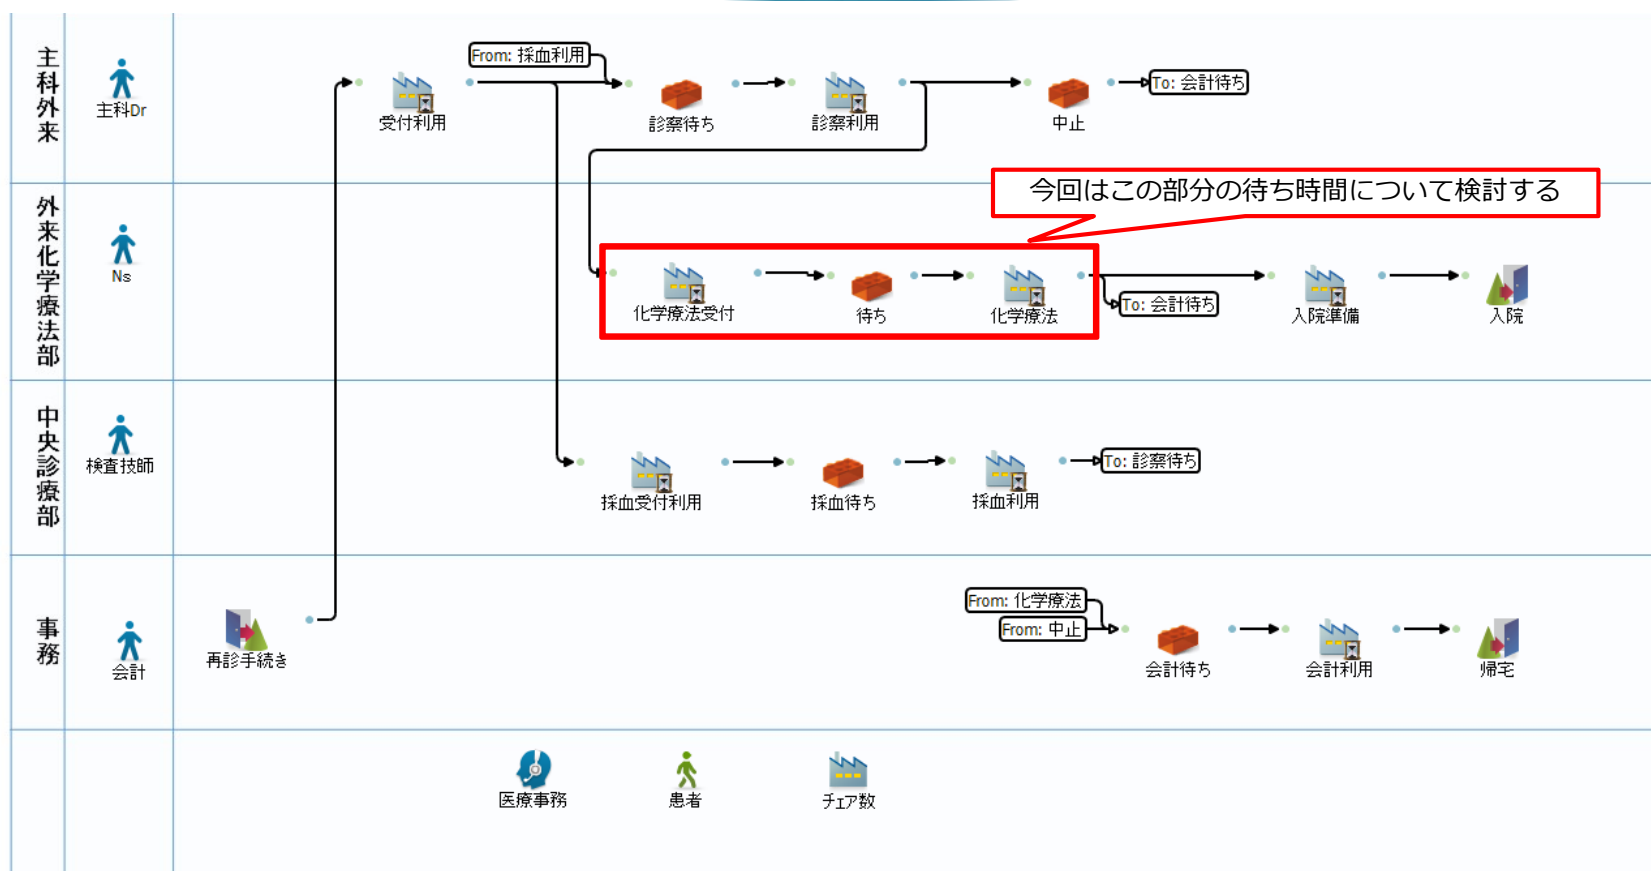 主科外来
主科Dr
受付利用
From: 採血利用
診察待ち
診察利用
中止
To: 会計待ち
今回はこの部分の待ち時間について検討する
外来化学療法部
Ns
化学療法受付
待ち
化学療法
To: 会計待ち
入院準備
入院
中央診療部
検査技師
採血受付利用
採血待ち
採血利用
To: 診察待ち
事務
会計
再診手続き
From: 化学療法
From: 中止
会計待ち
会計利用
帰宅
医療事務
患者
チェア数